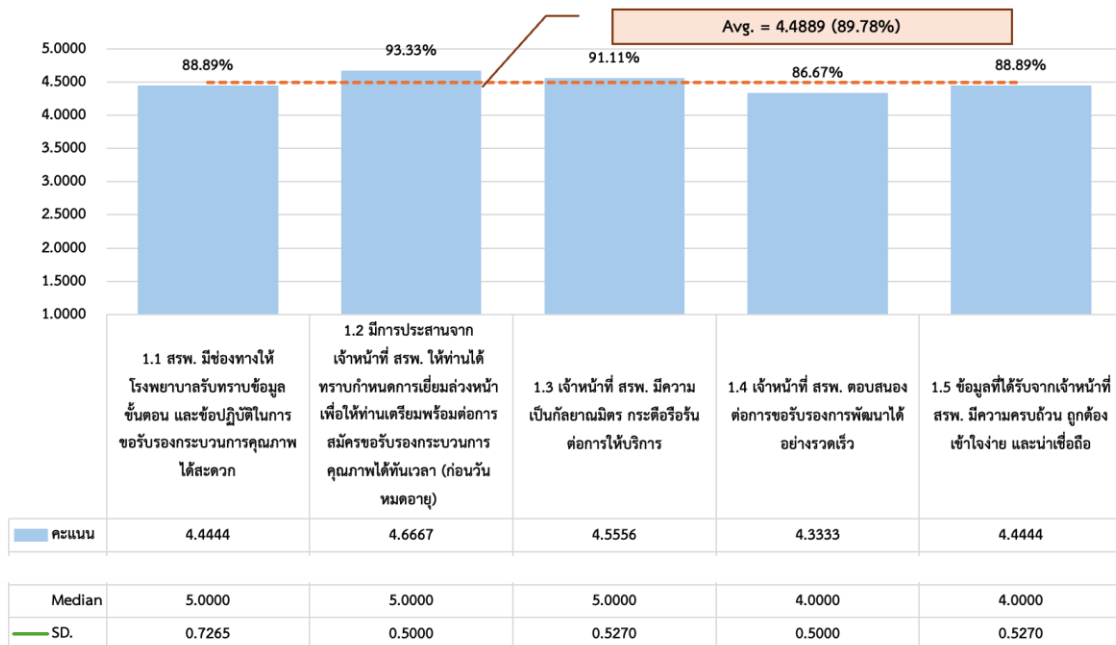 Avg. = 4.4889 (89.78%)
5.0000
4.5000
4.0000
3.5000
3.0000
2.5000
2.0000
1.5000
1.0000
88.89%
93.33%
91.11%
86.67%
88.89%
1.1 สรพ. มีช่องทางให้
โรงพยาบาลรับทราบข้อมูล
ขั้นตอน และข้อปฏิบัติในการ
ขอรับรองกระบวนการคุณภาพ
ได้สะดวก
1.2 มีการประสานจาก
เจ้าหน้าที่ สรพ. ให้ท่านได้
ทราบกำหนดการเยี่ยมล่วงหน้า
เพื่อให้ท่านเตรียมพร้อมต่อการ
สมัครขอรับรองกระบวนการ
คุณภาพได้ทันเวลา (ก่อนวัน
หมดอายุ)
1.3 เจ้าหน้าที่ สรพ. มีความ
เป็นกัลยาณมิตร กระตือรือร้น
ต่อการให้บริการ
1.4 เจ้าหน้าที่ สรพ. ตอบสนอง
ต่อการขอรับรองการพัฒนาได้
อย่างรวดเร็ว
1.5 ข้อมูลที่ได้รับจากเจ้าหน้าที่
สรพ. มีความครบถ้วน ถูกต้อง
เข้าใจง่าย และน่าเชื่อถือ
คะแนน 4.4444 4.6667 4.5556 4.3333 4.4444
Median 5.0000 5.0000 5.0000 4.0000 4.0000
SD. 0.7265 0.5000 0.5270 0.5000 0.5270